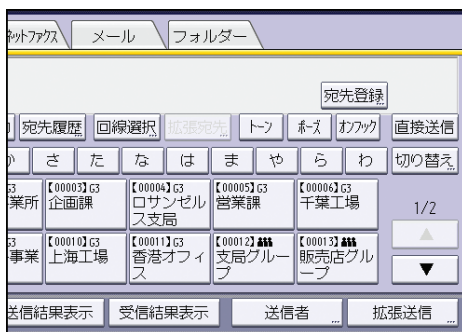 ネットファクス メール フォルダー
宛先登録
宛先履歴 回線選択 拡張宛先 トーン ポーズ オンフック 直接送信
か さ た な は ま や ら わ 切り替え
G3 【00003】G3 【00004】G3 【00005】G3 【00006】G3
業所 企画課 ロサンゼル 営業課 千葉工場 1/2
ス支局
G3 【00010】G3 【00011】G3 【00012】 【00013】
事業 上海工場 香港オフィ 支局グルー 販売店グル
ス プ ープ
送信結果表示 受信結果表示 送信者 拡張送信